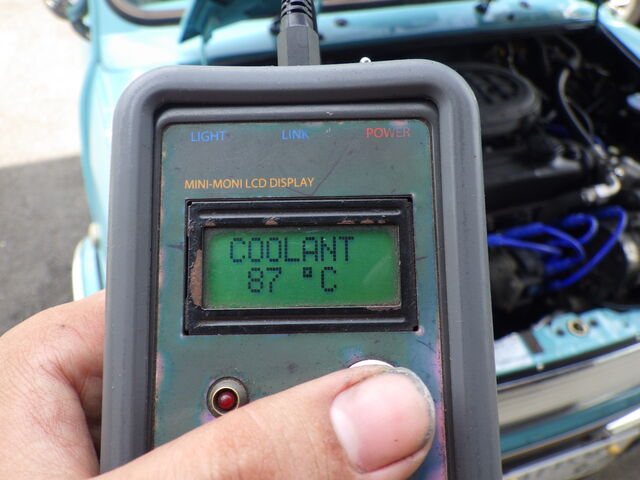 LIGHT LINK POWER
MINI-MONI LCD DISPLAY
COOLANT
87 °C